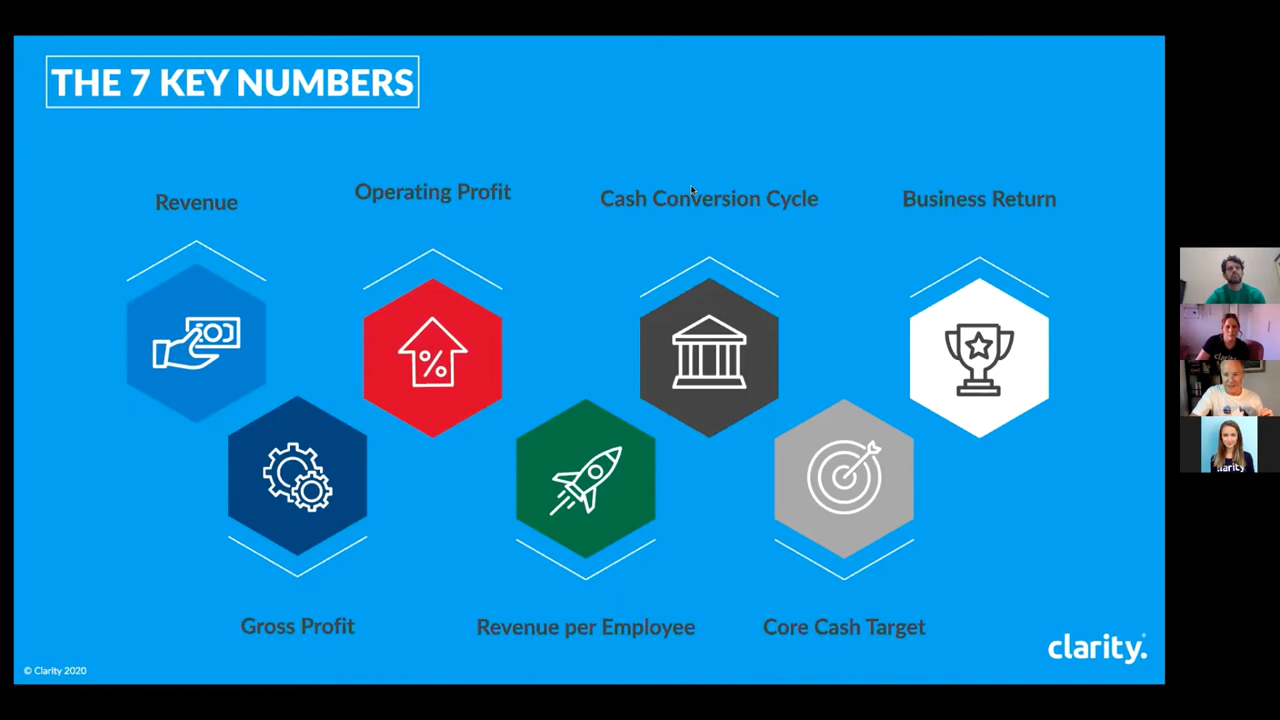 THE 7 KEY NUMBERS
Revenue
Operating Profit
Cash Conversion Cycle
Business Return
%
Gross Profit
Revenue per Employee
Core Cash Target
clarity.
© Clarity 2020
clarity